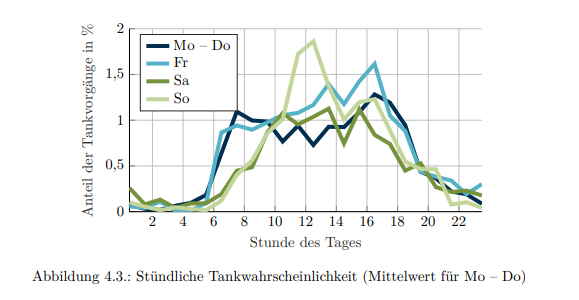 2
1,5
1
0,5
0
Anteil der Tankvorgänge in %
Mo – Do
Fr
Sa
So
2 4 6 8 10 12 14 16 18 20 22
Stunde des Tages
Abbildung 4.3.: Stündliche Tankwahrscheinlichkeit (Mittelwert für Mo – Do)